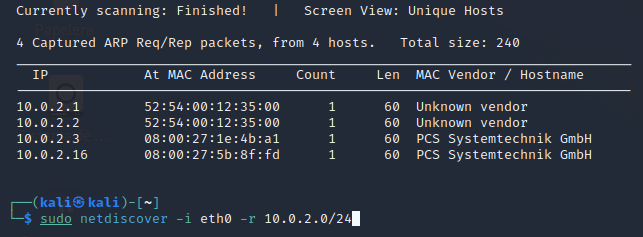 Currently scanning: Finished!   |   Screen View: Unique Hosts
4 Captured ARP Req/Rep packets, from 4 hosts.   Total size: 240
IP            At MAC Address     Count     Len  MAC Vendor / Hostname
10.0.2.1        52:54:00:12:35:00      1      60  Unknown vendor
10.0.2.2        52:54:00:12:35:00      1      60  Unknown vendor
10.0.2.3        08:00:27:1e:4b:a1      1      60  PCS Systemtechnik GmbH
10.0.2.16       08:00:27:5b:8f:fd      1      60  PCS Systemtechnik GmbH
┌──(kali㉿kali)-[~]
└─$ sudo netdiscover -i eth0 -r 10.0.2.0/24